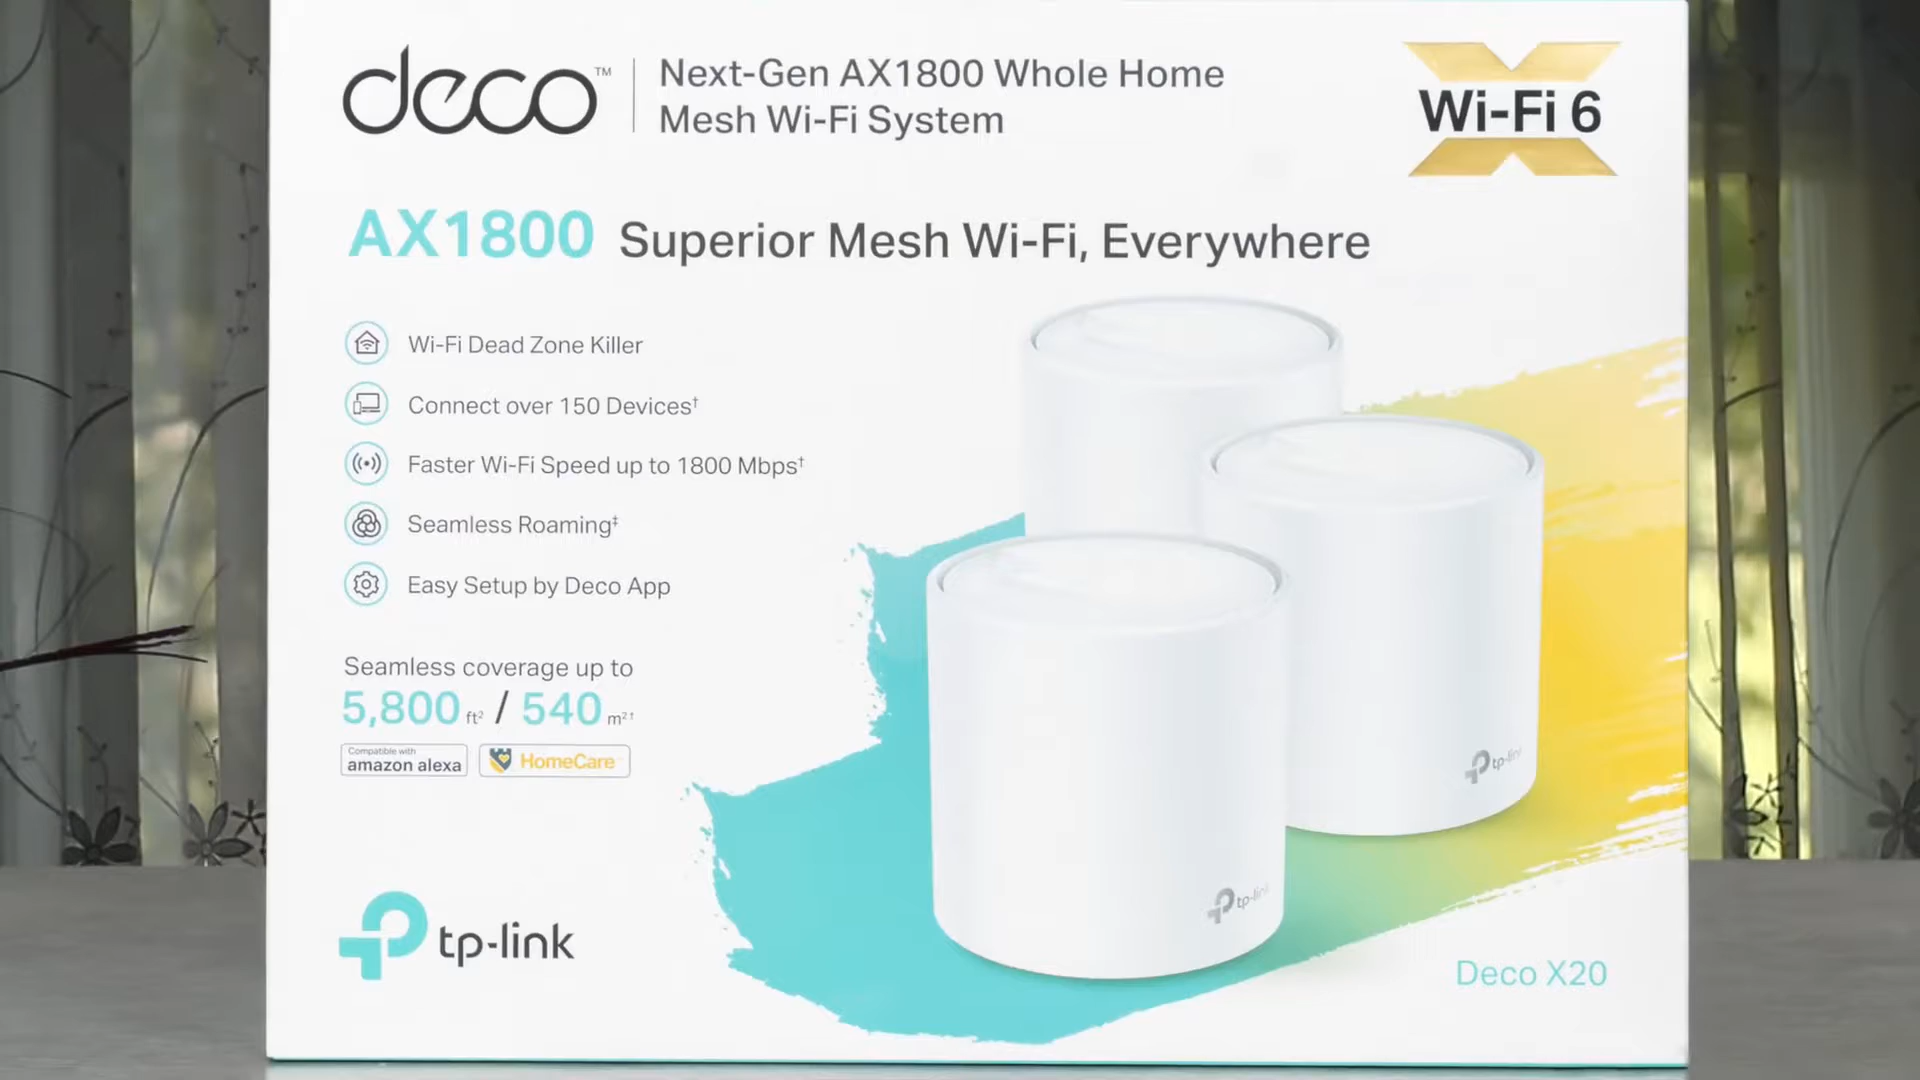 deco™
Next-Gen AX1800 Whole Home
Mesh Wi-Fi System
Wi-Fi 6
AX1800 Superior Mesh Wi-Fi, Everywhere
Wi-Fi Dead Zone Killer
Connect over 150 Devices†
Faster Wi-Fi Speed up to 1800 Mbps†
Seamless Roaming‡
Easy Setup by Deco App
Seamless coverage up to
5,800 ft² / 540 m²†
Compatible with
amazon alexa
HomeCare™
tp-link
tp-link
tp-link
Deco X20